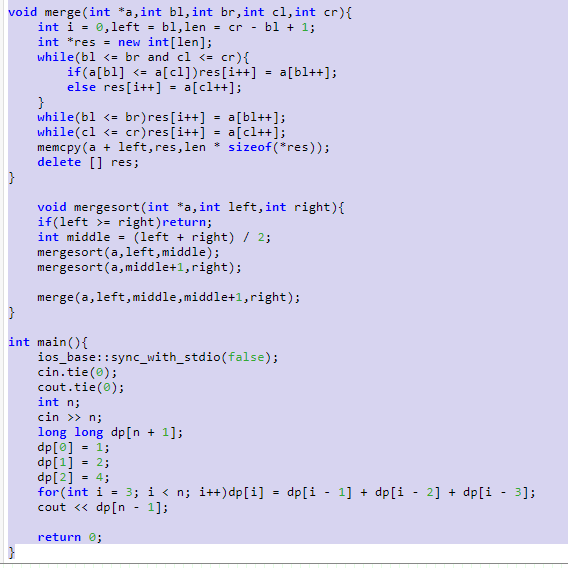 void merge(int *a,int bl,int br,int cl,int cr){
    int i = 0,left = bl,len = cr - bl + 1;
    int *res = new int[len];
    while(bl <= br and cl <= cr){
        if(a[bl] <= a[cl])res[i++] = a[bl++];
        else res[i++] = a[cl++];
    }
    while(bl <= br)res[i++] = a[bl++];
    while(cl <= cr)res[i++] = a[cl++];
    memcpy(a + left,res,len * sizeof(*res));
    delete [] res;
}

    void mergesort(int *a,int left,int right){
    if(left >= right)return;
    int middle = (left + right) / 2;
    mergesort(a,left,middle);
    mergesort(a,middle+1,right);

    merge(a,left,middle,middle+1,right);
}

int main(){
    ios_base::sync_with_stdio(false);
    cin.tie(0);
    cout.tie(0);
    int n;
    cin >> n;
    long long dp[n + 1];
    dp[0] = 1;
    dp[1] = 2;
    dp[2] = 4;
    for(int i = 3; i < n; i++)dp[i] = dp[i - 1] + dp[i - 2] + dp[i - 3];
    cout << dp[n - 1];

    return 0;
}